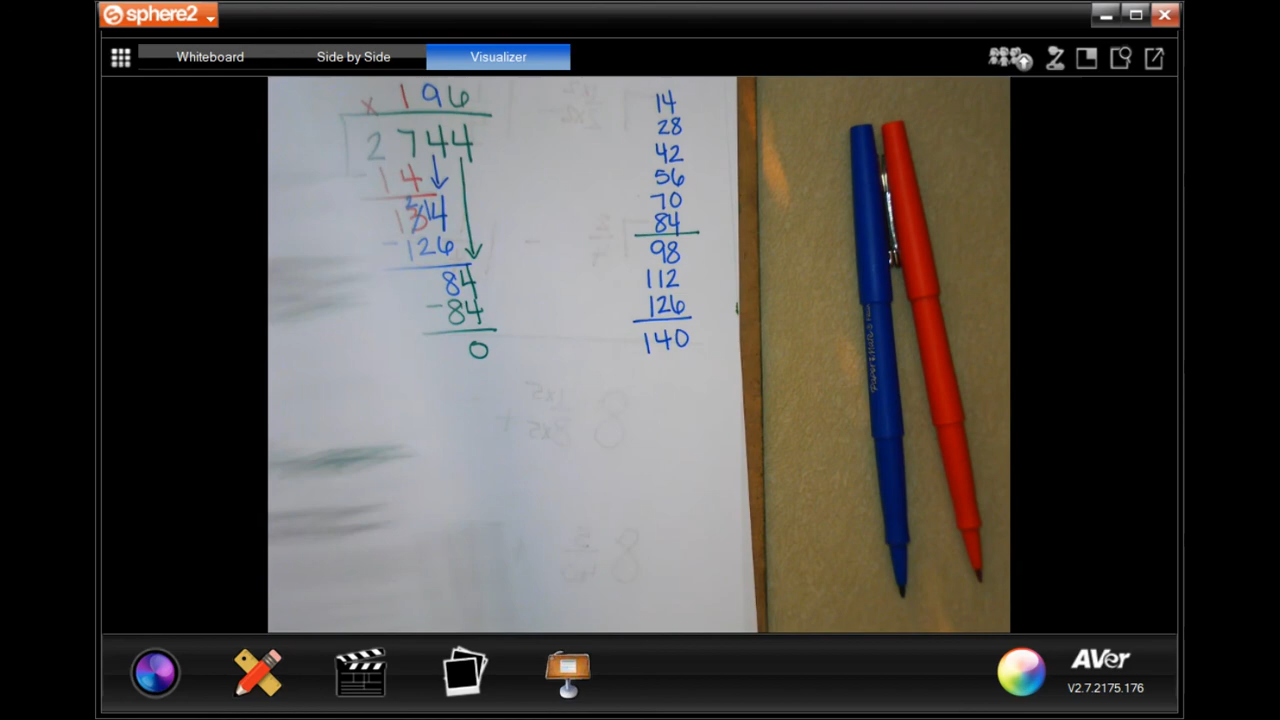 sphere2
Whiteboard
Side by Side
Visualizer
x 196
2744
-14
134
-126
84
-84
0
14
28
42
56
70
84
98
112
126
140
AVer
V2.7.2175.176